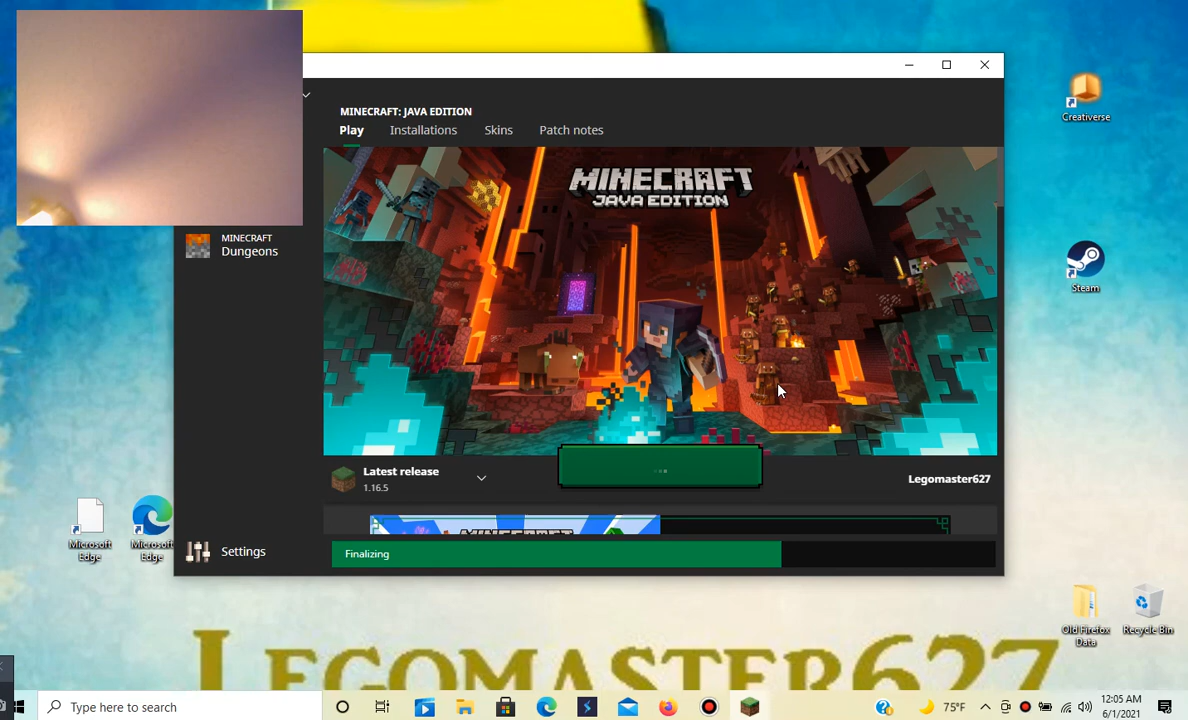 MINECRAFT: JAVA EDITION
Play Installations Skins Patch notes
MINECRAFT
JAVA EDITION
MINECRAFT
Dungeons
Latest release
1.16.5
Legomaster627
Settings
Finalizing
Creativerse
Steam
Microsoft
Edge
Microsoft
Edge
Old Firefox
Data
Recycle Bin
LEGOMASTER627
Type here to search
75°F
12:05 AM
6/1/2021